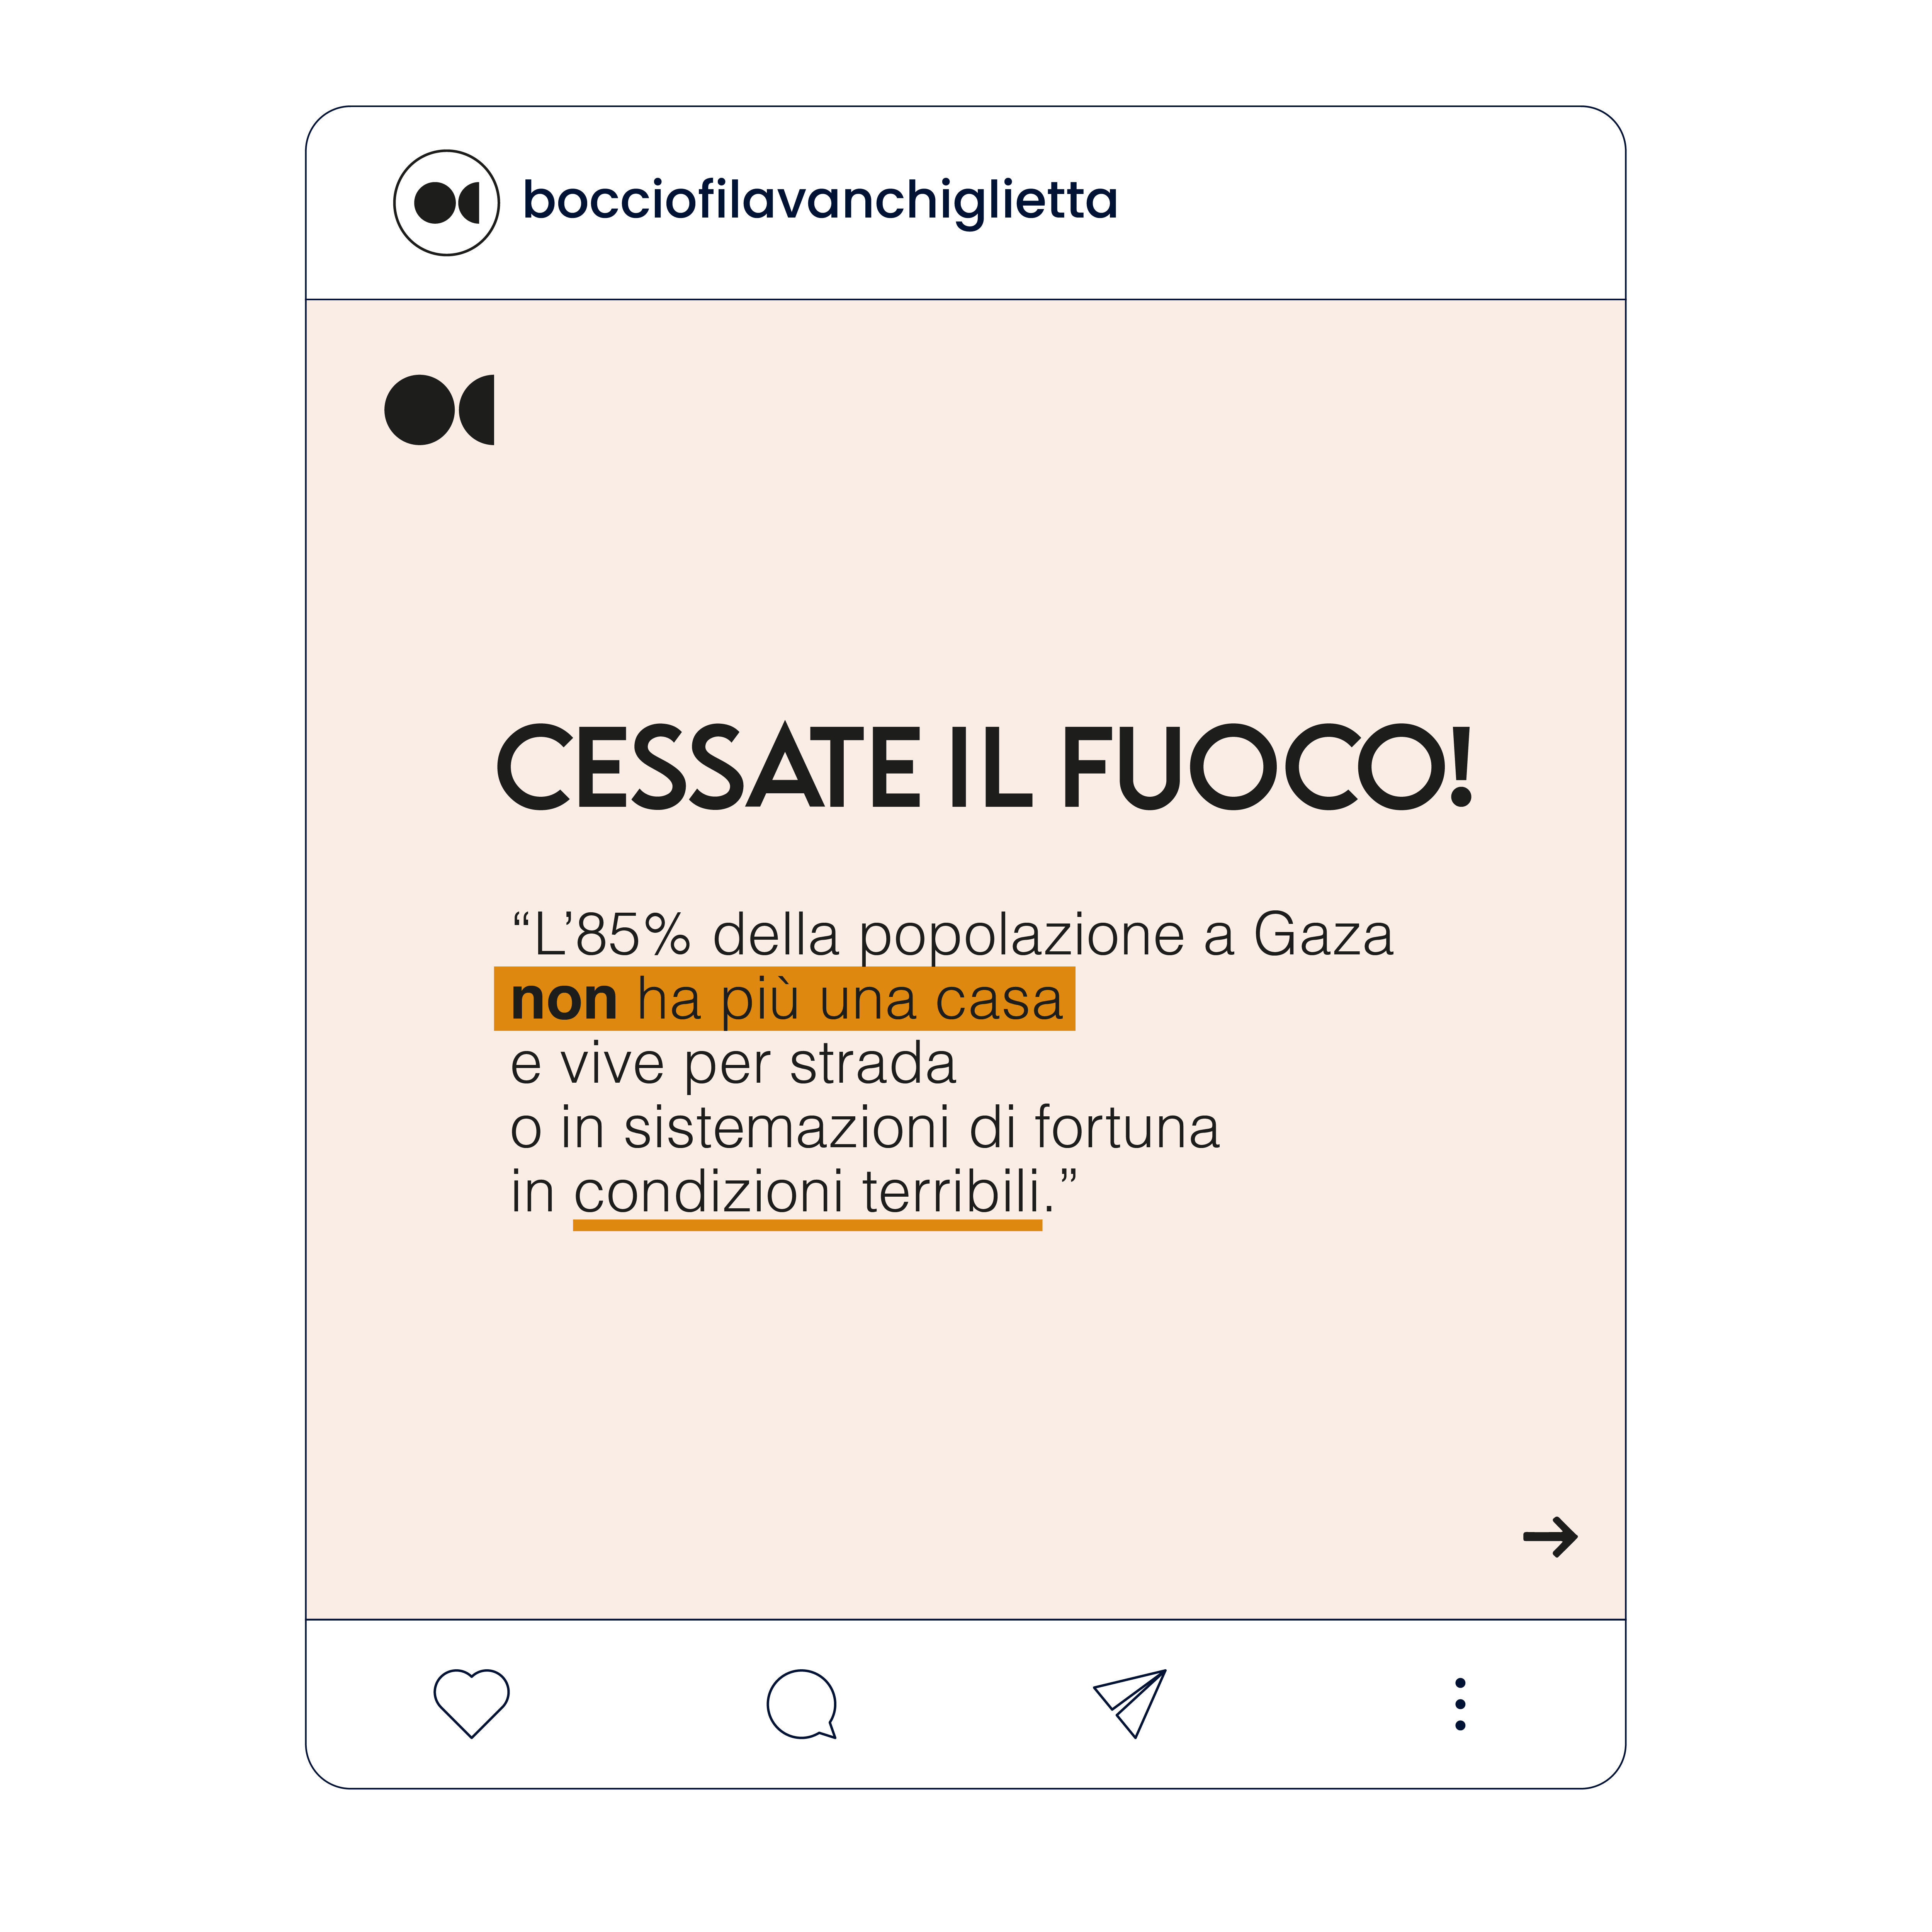 bocciofilavanchiglietta
CESSATE IL FUOCO!
“L’85% della popolazione a Gaza
non ha più una casa
e vive per strada
o in sistemazioni di fortuna
in condizioni terribili.”